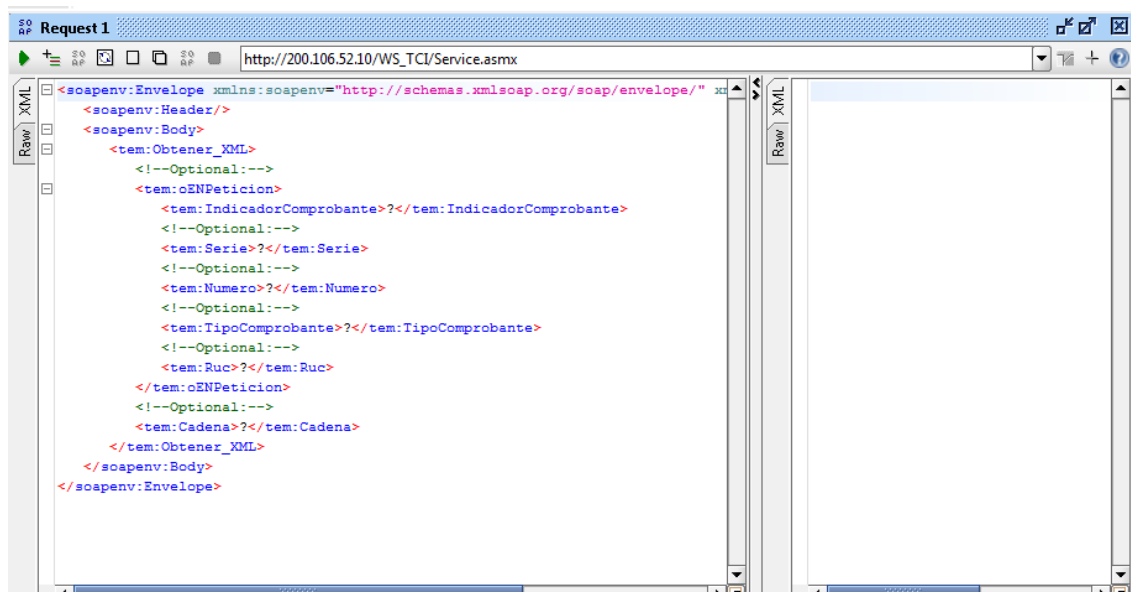 SO AP Request 1
http://200.106.52.10/WS_TCI/Service.asmx
XML
Raw
<soapenv:Envelope xmlns:soapenv="http://schemas.xmlsoap.org/soap/envelope/"
<soapenv:Header/>
<soapenv:Body>
<tem:Obtener_XML>
<!--Optional:-->
<tem:oENPeticion>
<tem:IndicadorComprobante>?</tem:IndicadorComprobante>
<!--Optional:-->
<tem:Serie>?</tem:Serie>
<!--Optional:-->
<tem:Numero>?</tem:Numero>
<!--Optional:-->
<tem:TipoComprobante>?</tem:TipoComprobante>
<!--Optional:-->
<tem:Ruc>?</tem:Ruc>
</tem:oENPeticion>
<!--Optional:-->
<tem:Cadena>?</tem:Cadena>
</tem:Obtener_XML>
</soapenv:Body>
</soapenv:Envelope>
XML
Raw